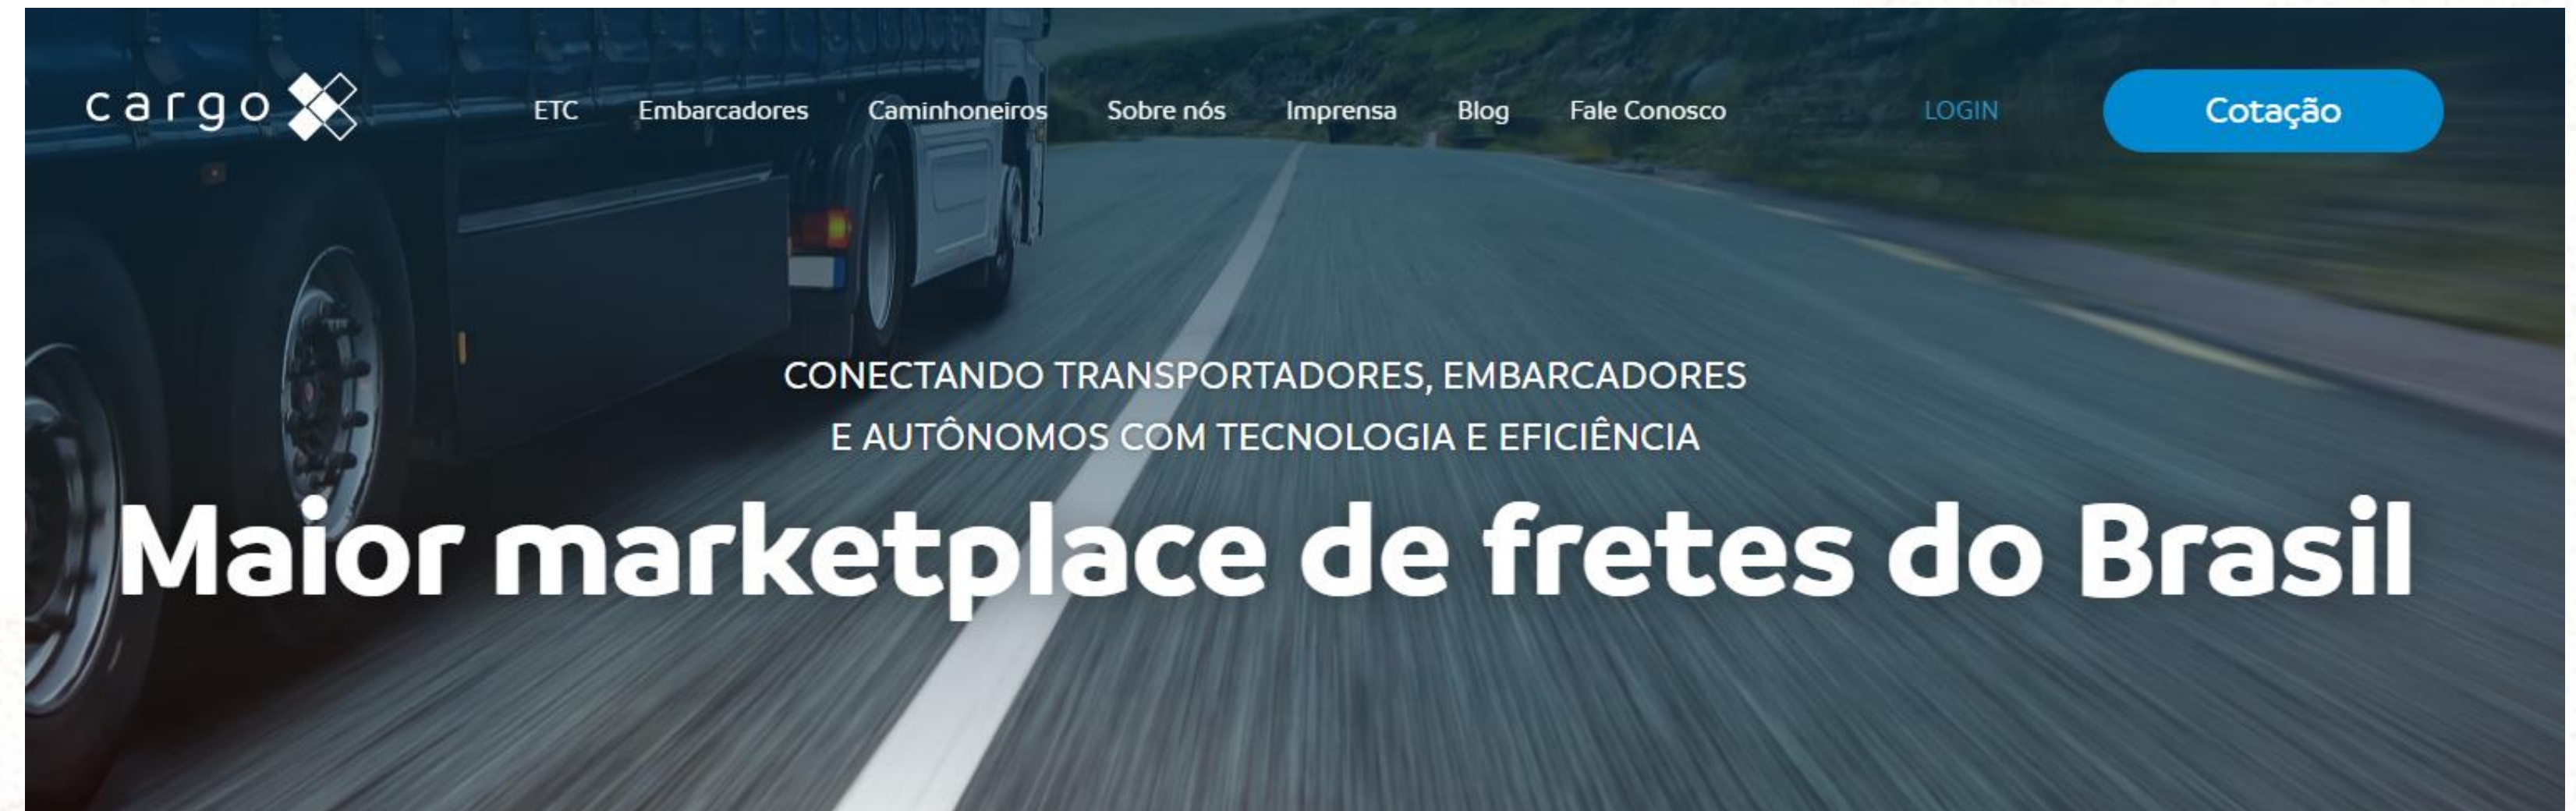 cargo
ETC Embarcadores Caminhoneiros Sobre nós Imprensa Blog Fale Conosco LOGIN Cotação
CONECTANDO TRANSPORTADORES, EMBARCADORES
E AUTÔNOMOS COM TECNOLOGIA E EFICIÊNCIA
Maior marketplace de fretes do Brasil